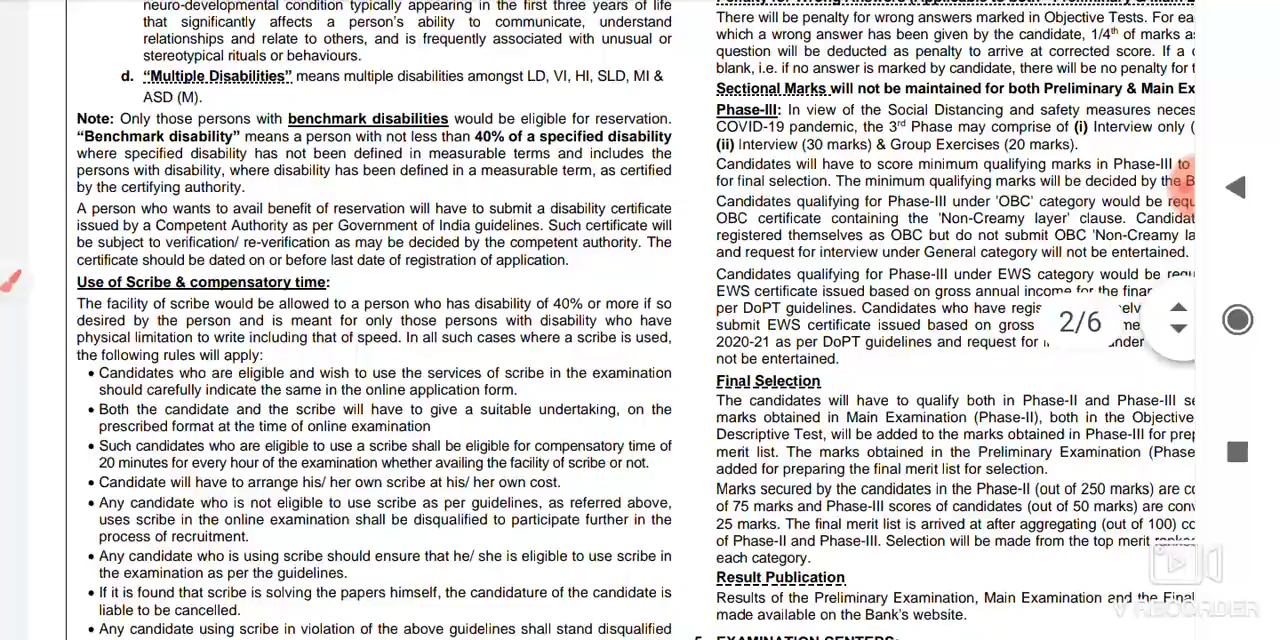 neuro-developmental condition typically appearing in the first three years of life
that significantly affects a person's ability to communicate, understand
relationships and relate to others, and is frequently associated with unusual or
stereotypical rituals or behaviours.
d. "Multiple Disabilities" means multiple disabilities amongst LD, VI, HI, SLD, MI &
ASD (M).
Note: Only those persons with benchmark disabilities would be eligible for reservation.
"Benchmark disability" means a person with not less than 40% of a specified disability
where specified disability has not been defined in measurable terms and includes the
persons with disability, where disability has been defined in a measurable term, as certified
by the certifying authority.
A person who wants to avail benefit of reservation will have to submit a disability certificate
issued by a Competent Authority as per Government of India guidelines. Such certificate will
be subject to verification/ re-verification as may be decided by the competent authority. The
certificate should be dated on or before last date of registration of application.
Use of Scribe & compensatory time:
The facility of scribe would be allowed to a person who has disability of 40% or more if so
desired by the person and is meant for only those persons with disability who have
physical limitation to write including that of speed. In all such cases where a scribe is used,
the following rules will apply:
• Candidates who are eligible and wish to use the services of scribe in the examination
should carefully indicate the same in the online application form.
• Both the candidate and the scribe will have to give a suitable undertaking, on the
prescribed format at the time of online examination
• Such candidates who are eligible to use a scribe shall be eligible for compensatory time of
20 minutes for every hour of the examination whether availing the facility of scribe or not.
• Candidate will have to arrange his/ her own scribe at his/ her own cost.
• Any candidate who is not eligible to use scribe as per guidelines, as referred above,
uses scribe in the online examination shall be disqualified to participate further in the
process of recruitment.
• Any candidate who is using scribe should ensure that he/ she is eligible to use scribe in
the examination as per the guidelines.
• If it is found that scribe is solving the papers himself, the candidature of the candidate is
liable to be cancelled.
• Any candidate using scribe in violation of the above guidelines shall stand disqualified
There will be penalty for wrong answers marked in Objective Tests. For ea
which a wrong answer has been given by the candidate, 1/4th of marks a
question will be deducted as penalty to arrive at corrected score. If a
blank, i.e. if no answer is marked by candidate, there will be no penalty for t
Sectional Marks will not be maintained for both Preliminary & Main Ex
Phase-III: In view of the Social Distancing and safety measures neces
COVID-19 pandemic, the 3rd Phase may comprise of (i) Interview only (
(ii) Interview (30 marks) & Group Exercises (20 marks).
Candidates will have to score minimum qualifying marks in Phase-III to
for final selection. The minimum qualifying marks will be decided by the B
Candidates qualifying for Phase-III under 'OBC' category would be requ
OBC certificate containing the 'Non-Creamy layer' clause. Candidat
registered themselves as OBC but do not submit OBC 'Non-Creamy la
and request for interview under General category will not be entertained.
Candidates qualifying for Phase-III under EWS category would be requ
EWS certificate issued based on gross annual income for the finan
per DoPT guidelines. Candidates who have regis
submit EWS certificate issued based on gross
2020-21 as per DoPT guidelines and request for under
not be entertained.
2/6
Final Selection
The candidates will have to qualify both in Phase-II and Phase-III se
marks obtained in Main Examination (Phase-II), both in the Objective
Descriptive Test, will be added to the marks obtained in Phase-III for prep
merit list. The marks obtained in the Preliminary Examination (Phase
added for preparing the final merit list for selection.
Marks secured by the candidates in the Phase-II (out of 250 marks) are co
of 75 marks and Phase-III scores of candidates (out of 50 marks) are conv
25 marks. The final merit list is arrived at after aggregating (out of 100) co
of Phase-II and Phase-III. Selection will be made from the top merit ranked
each category.
Result Publication
Results of the Preliminary Examination, Main Examination and the Final
made available on the Bank's website.
5. EXAMINATION CENTERS:
V RECORDER